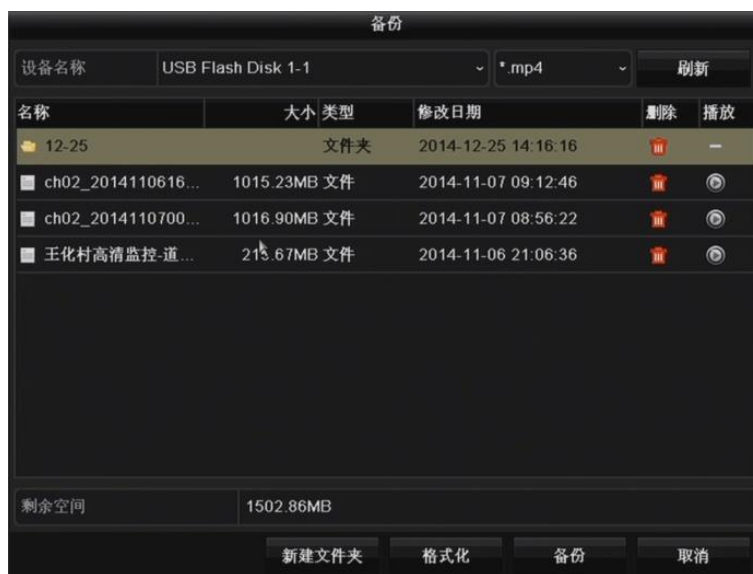 备份
设备名称 USB Flash Disk 1-1 *.mp4 刷新
名称 大小 类型 修改日期 删除 播放
12-25 文件夹 2014-12-25 14:16:16
ch02_2014110616... 1015.23MB 文件 2014-11-07 09:12:46
ch02_2014110700... 1016.90MB 文件 2014-11-07 08:56:22
王化村高清监控-道... 文件 2014-11-06 21:06:36
剩余空间 1502.86MB
新建文件夹 格式化 备份 取消